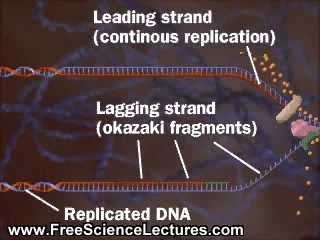 Leading strand
(continous replication)
Lagging strand
(okazaki fragments)
Replicated DNA
www.FreeScienceLectures.com